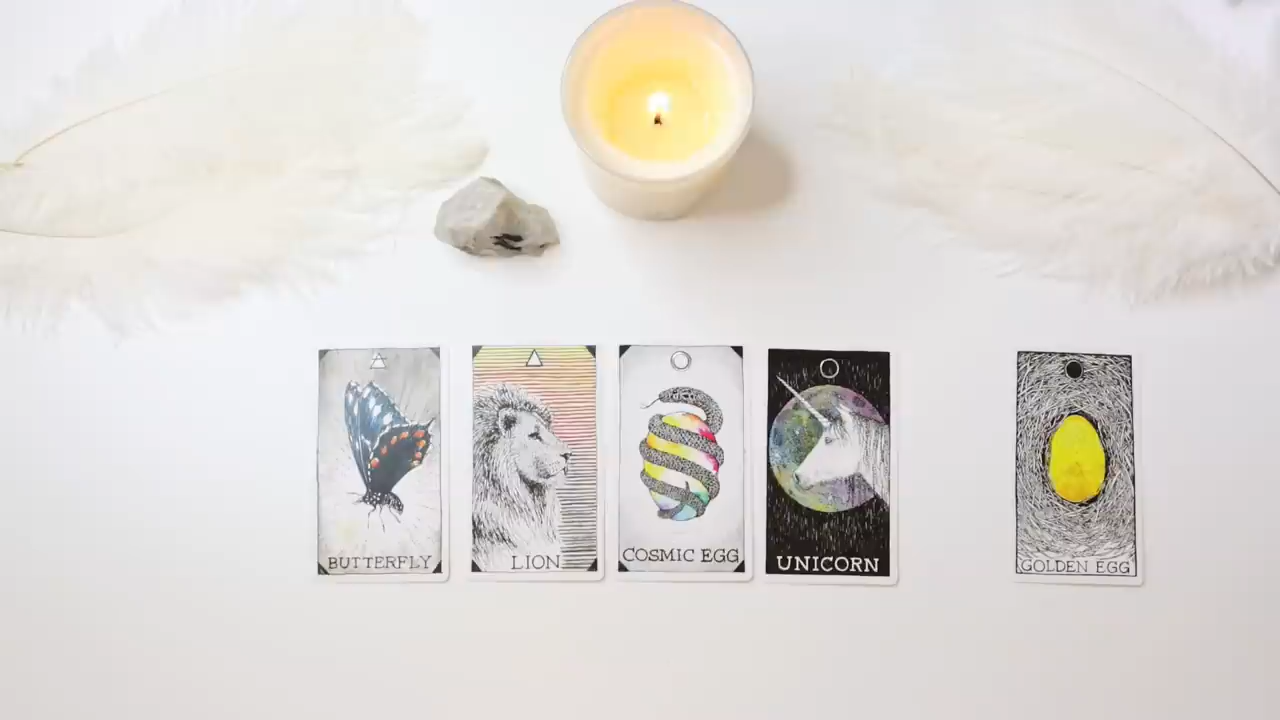 BUTTERFLY
LION
COSMIC EGG
UNICORN
GOLDEN EGG